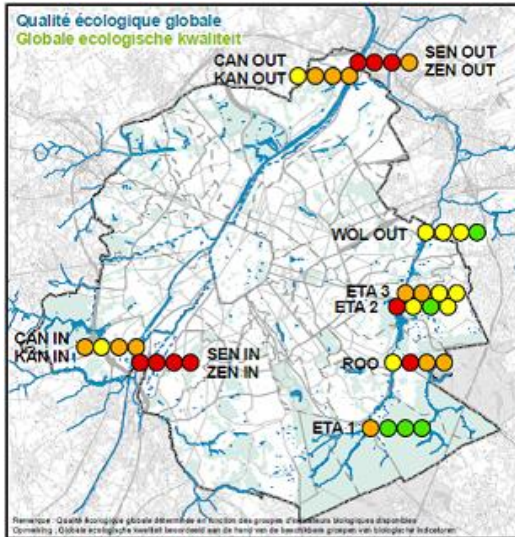 Qualité écologique globale
Globale ecologische kwaliteit
CAN OUT
KAN OUT
SEN OUT
ZEN OUT
WOL OUT
ETA 3
ETA 2
CAN IN
KAN IN
SEN IN
ZEN IN
ROO
ETA 1
Remarque : Qualité écologique globale déterminée en fonction des groupes d'indicateurs biologiques disponibles
Opmerking : Globale ecologische kwaliteit beoordeeld aan de hand van de beschikbare groepen van biologische indicatoren